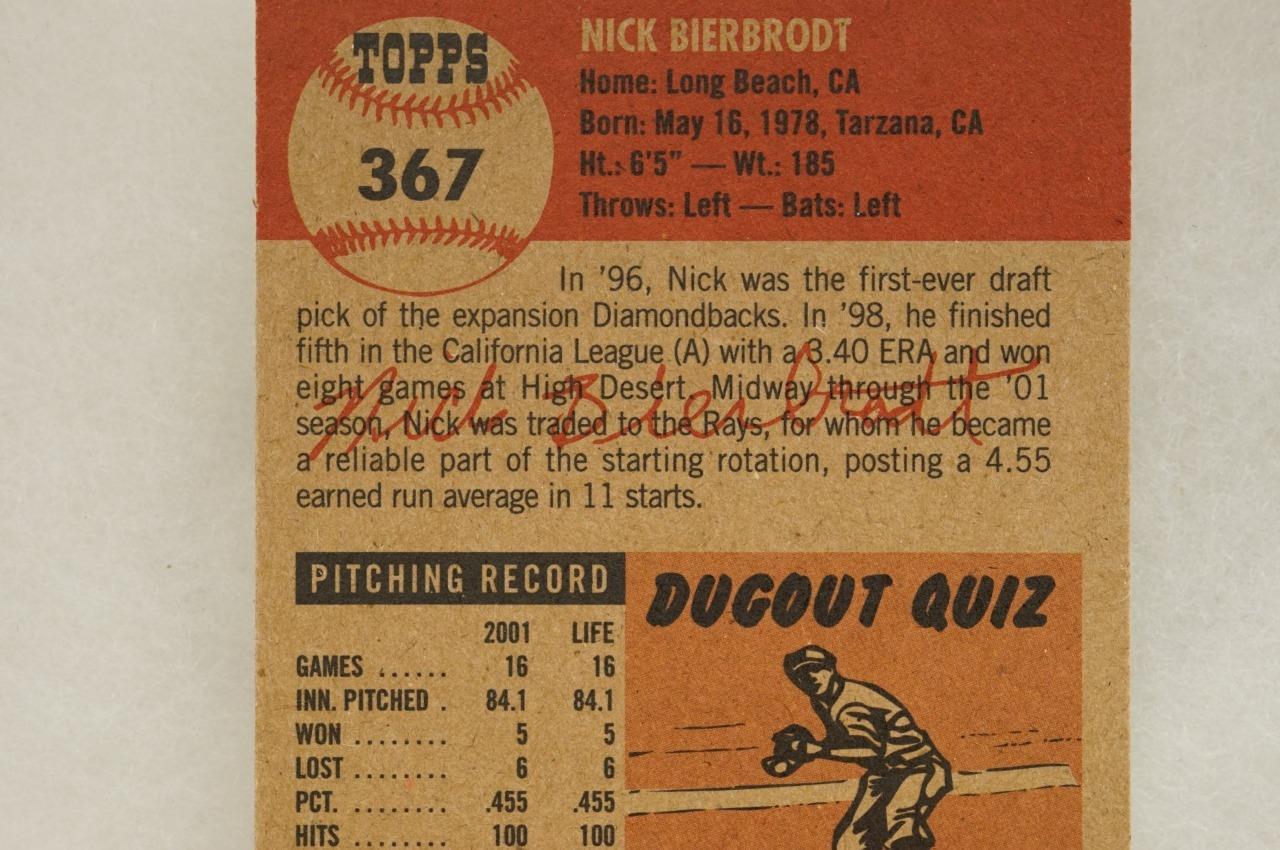 TOPPS
367
NICK BIERBRODT
Home: Long Beach, CA
Born: May 16, 1978, Tarzana, CA
Ht.: 6'5" — Wt.: 185
Throws: Left — Bats: Left
In '96, Nick was the first-ever draft
pick of the expansion Diamondbacks. In '98, he finished
fifth in the California League (A) with a 3.40 ERA and won
eight games at High Desert. Midway through the '01
season, Nick was traded to the Rays, for whom he became
a reliable part of the starting rotation, posting a 4.55
earned run average in 11 starts.
Nick Bierbrodt
PITCHING RECORD
2001 LIFE
GAMES ...... 16 16
INN. PITCHED . 84.1 84.1
WON ........ 5 5
LOST ........ 6 6
PCT. ........ .455 .455
HITS ........ 100 100
DUGOUT QUIZ